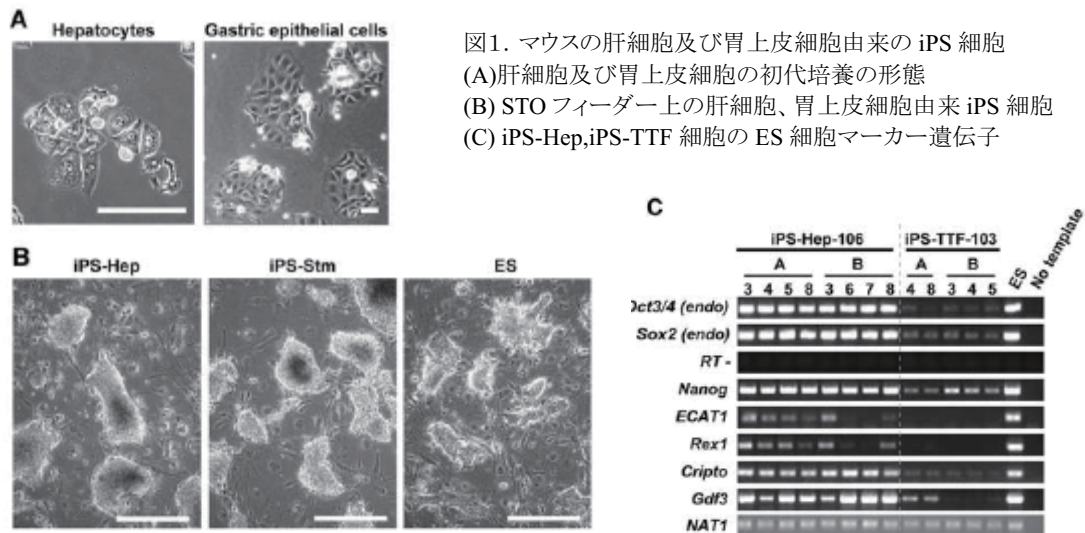 A
Hepatocytes
Gastric epithelial cells
図1. マウスの肝細胞及び胃上皮細胞由来の iPS 細胞
(A)肝細胞及び胃上皮細胞の初代培養の形態
(B) STO フィーダー上の肝細胞、胃上皮細胞由来 iPS 細胞
(C) iPS-Hep,iPS-TTF 細胞の ES 細胞マーカー遺伝子
B
iPS-Hep
iPS-Stm
ES
C
iPS-Hep-106
iPS-TTF-103
A B A B
3 4 5 8 3 6 7 8 4 8 3 4 5 ES No template
Oct3/4 (endo)
Sox2 (endo)
RT -
Nanog
ECAT1
Rex1
Cripto
Gdf3
NAT1